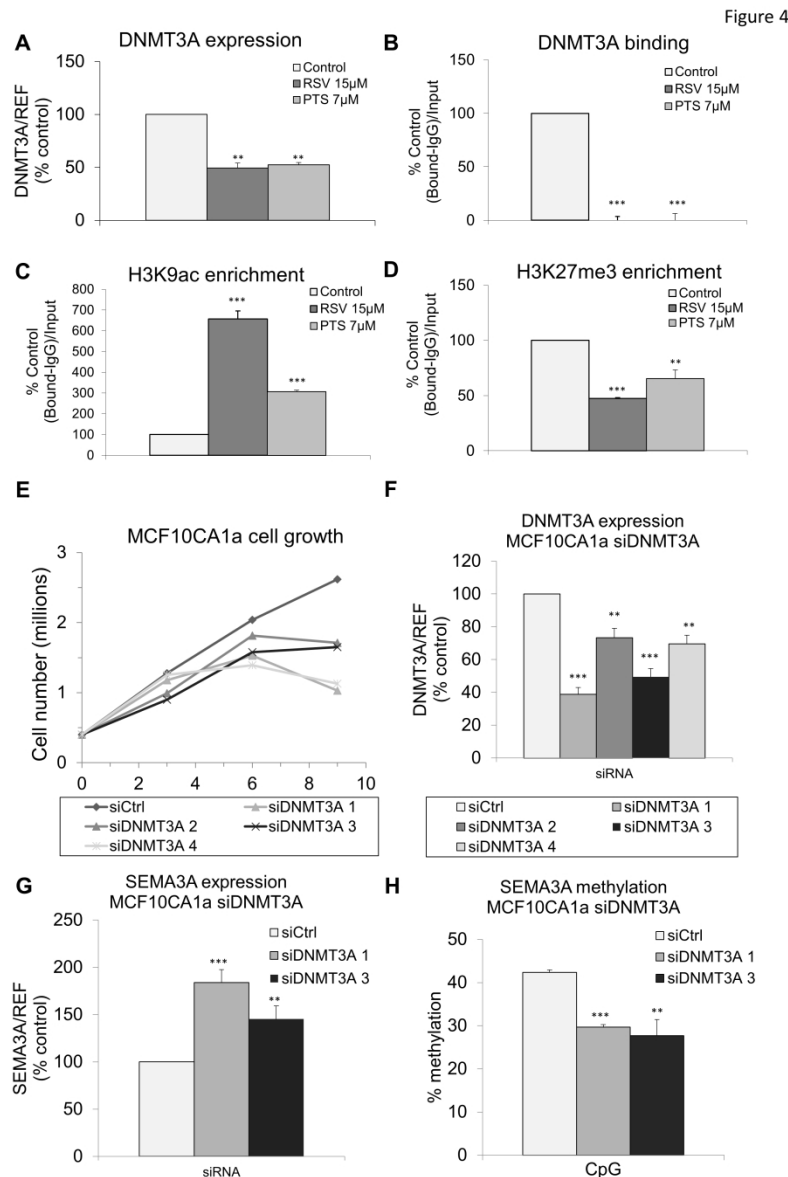 Figure 4
A
DNMT3A expression
DNMT3A/REF
(% control)
150
100
50
0
Control
RSV 15µM
PTS 7µM
**
**
B
DNMT3A binding
% Control
(Bound-IgG)/Input
150
100
50
0
Control
RSV 15µM
PTS 7µM
***
***
C
H3K9ac enrichment
% Control
(Bound-IgG)/Input
800
700
600
500
400
300
200
100
0
Control
RSV 15µM
PTS 7µM
***
***
D
H3K27me3 enrichment
% Control
(Bound-IgG)/Input
150
100
50
0
Control
RSV 15µM
PTS 7µM
***
**
E
MCF10CA1a cell growth
Cell number (millions)
3
2
1
0
0 2 4 6 8 10
siCtrl
siDNMT3A 1
siDNMT3A 2
siDNMT3A 3
siDNMT3A 4
F
DNMT3A expression
MCF10CA1a siDNMT3A
DNMT3A/REF
(% control)
120
100
80
60
40
20
0
***
**
***
**
siRNA
siCtrl
siDNMT3A 1
siDNMT3A 2
siDNMT3A 3
siDNMT3A 4
G
SEMA3A expression
MCF10CA1a siDNMT3A
SEMA3A/REF
(% control)
250
200
150
100
50
0
siCtrl
siDNMT3A 1
siDNMT3A 3
***
**
siRNA
H
SEMA3A methylation
MCF10CA1a siDNMT3A
% methylation
50
40
30
20
10
0
siCtrl
siDNMT3A 1
siDNMT3A 3
***
**
CpG